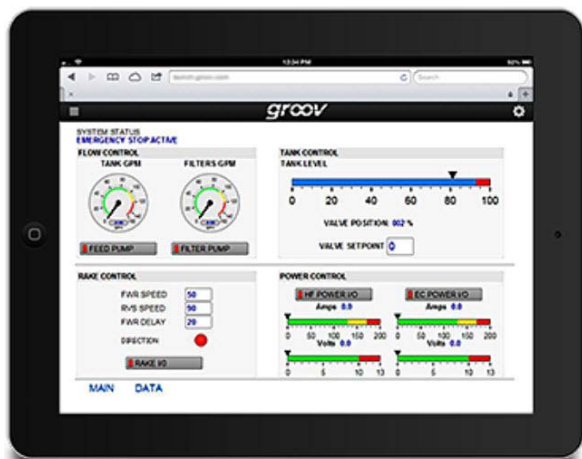 12:34 PM
Search
groov
SYSTEM STATUS
EMERGENCY STOP ACTIVE
FLOW CONTROL
TANK GPM
FILTERS GPM
FEED PUMP
FILTER PUMP
TANK CONTROL
TANK LEVEL
0 20 40 60 80 100
VALVE POSITION: 002 %
VALVE SETPOINT 0
RAKE CONTROL
FWR SPEED 50
RVS SPEED 90
FWR DELAY 20
DIRECTION
RAKE I/O
POWER CONTROL
HF POWER I/O
EC POWER I/O
Amps 0.0
Amps 0.0
0 50 100 150 200
0 50 100 150 200
Volts 0.0
Volts 0.0
0 5 10 13
0 5 10 13
MAIN DATA